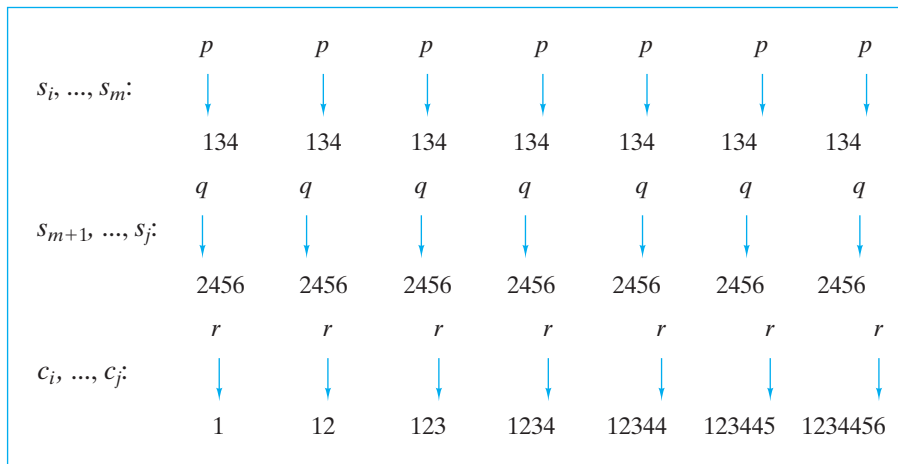 p p p p p p p
s_i, ..., s_m:
134 134 134 134 134 134 134
q q q q q q q
s_{m+1}, ..., s_j:
2456 2456 2456 2456 2456 2456 2456
r r r r r r r
c_i, ..., c_j:
1 12 123 1234 12344 123445 1234456